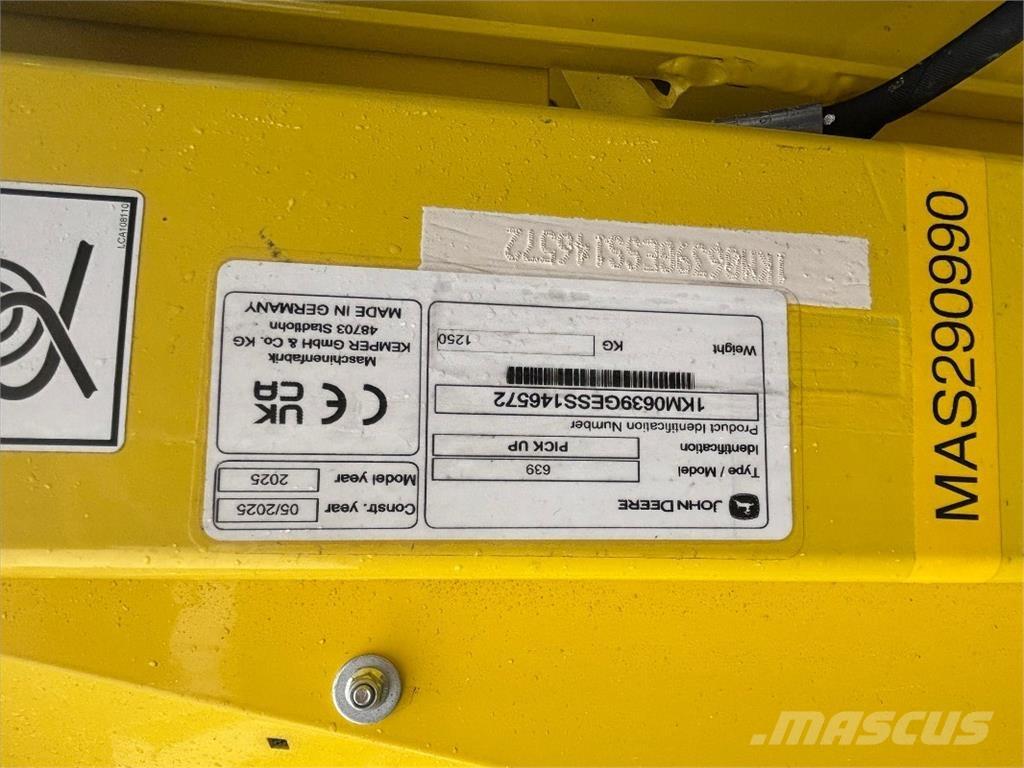 JOHN DEERE
Type / Model 639
Identification PICK UP
Product Identification Number
1KM0639GESS146572
Weight KG 1250
Constr. year 05/2025
Model year 2025
CE UK CA
Maschinenfabrik
KEMPER GmbH & Co. KG
48703 Stadtlohn
MADE IN GERMANY
1KM0639GESS146572
MAS290990
LCA108110
MASCUS